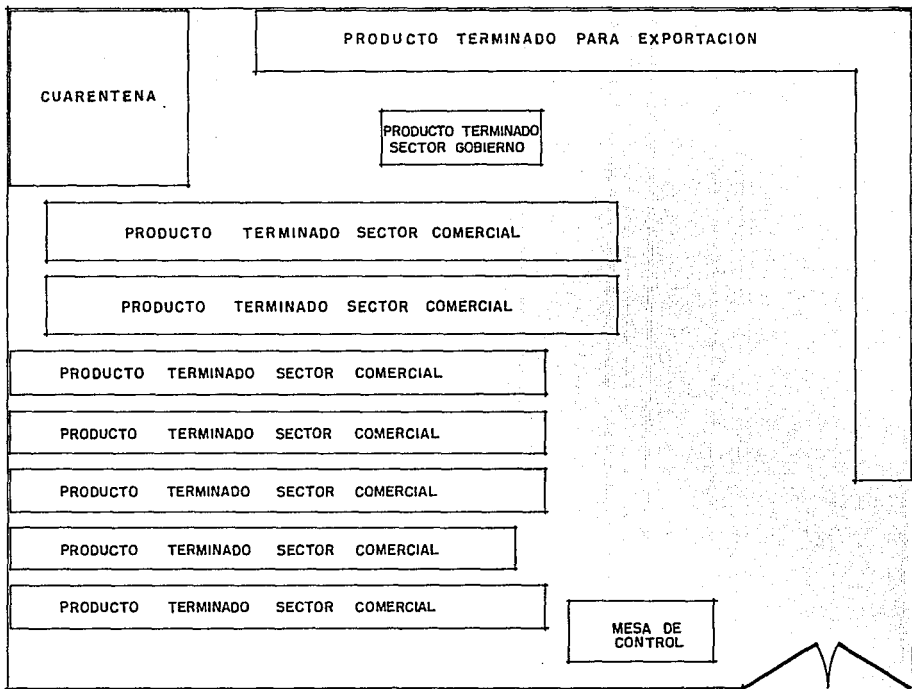 PRODUCTO TERMINADO PARA EXPORTACION
CUARENTENA
PRODUCTO TERMINADO
SECTOR GOBIERNO
PRODUCTO TERMINADO SECTOR COMERCIAL
PRODUCTO TERMINADO SECTOR COMERCIAL
PRODUCTO TERMINADO SECTOR COMERCIAL
PRODUCTO TERMINADO SECTOR COMERCIAL
PRODUCTO TERMINADO SECTOR COMERCIAL
PRODUCTO TERMINADO SECTOR COMERCIAL
PRODUCTO TERMINADO SECTOR COMERCIAL
MESA DE
CONTROL